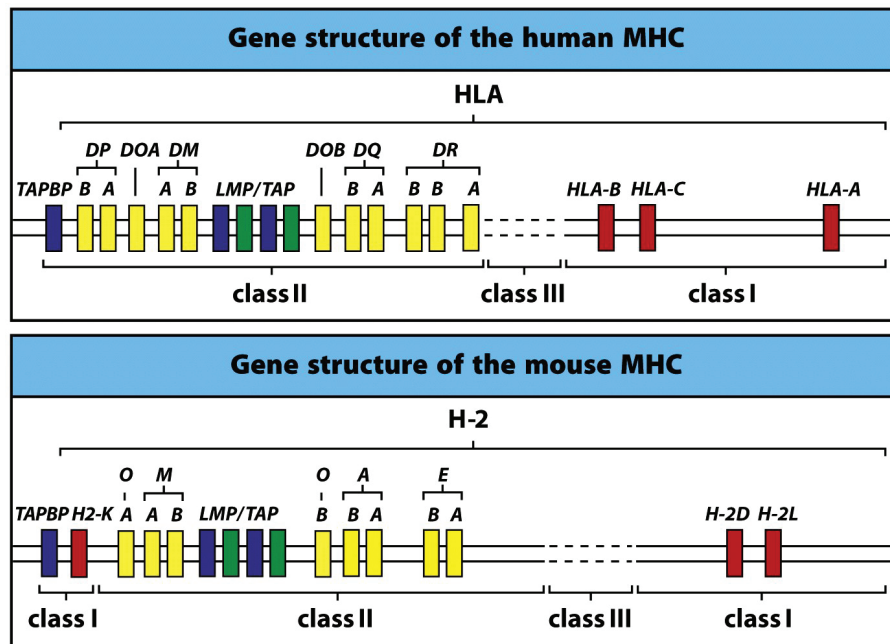 Gene structure of the human MHC
HLA
DP DOA DM DOB DQ DR
TAPBP B A A B LMP/TAP B A B B A HLA-B HLA-C HLA-A
class II class III class I
Gene structure of the mouse MHC
H-2
O M O A E
TAPBP H2-K A A B LMP/TAP B B A B A H-2D H-2L
class I class II class III class I